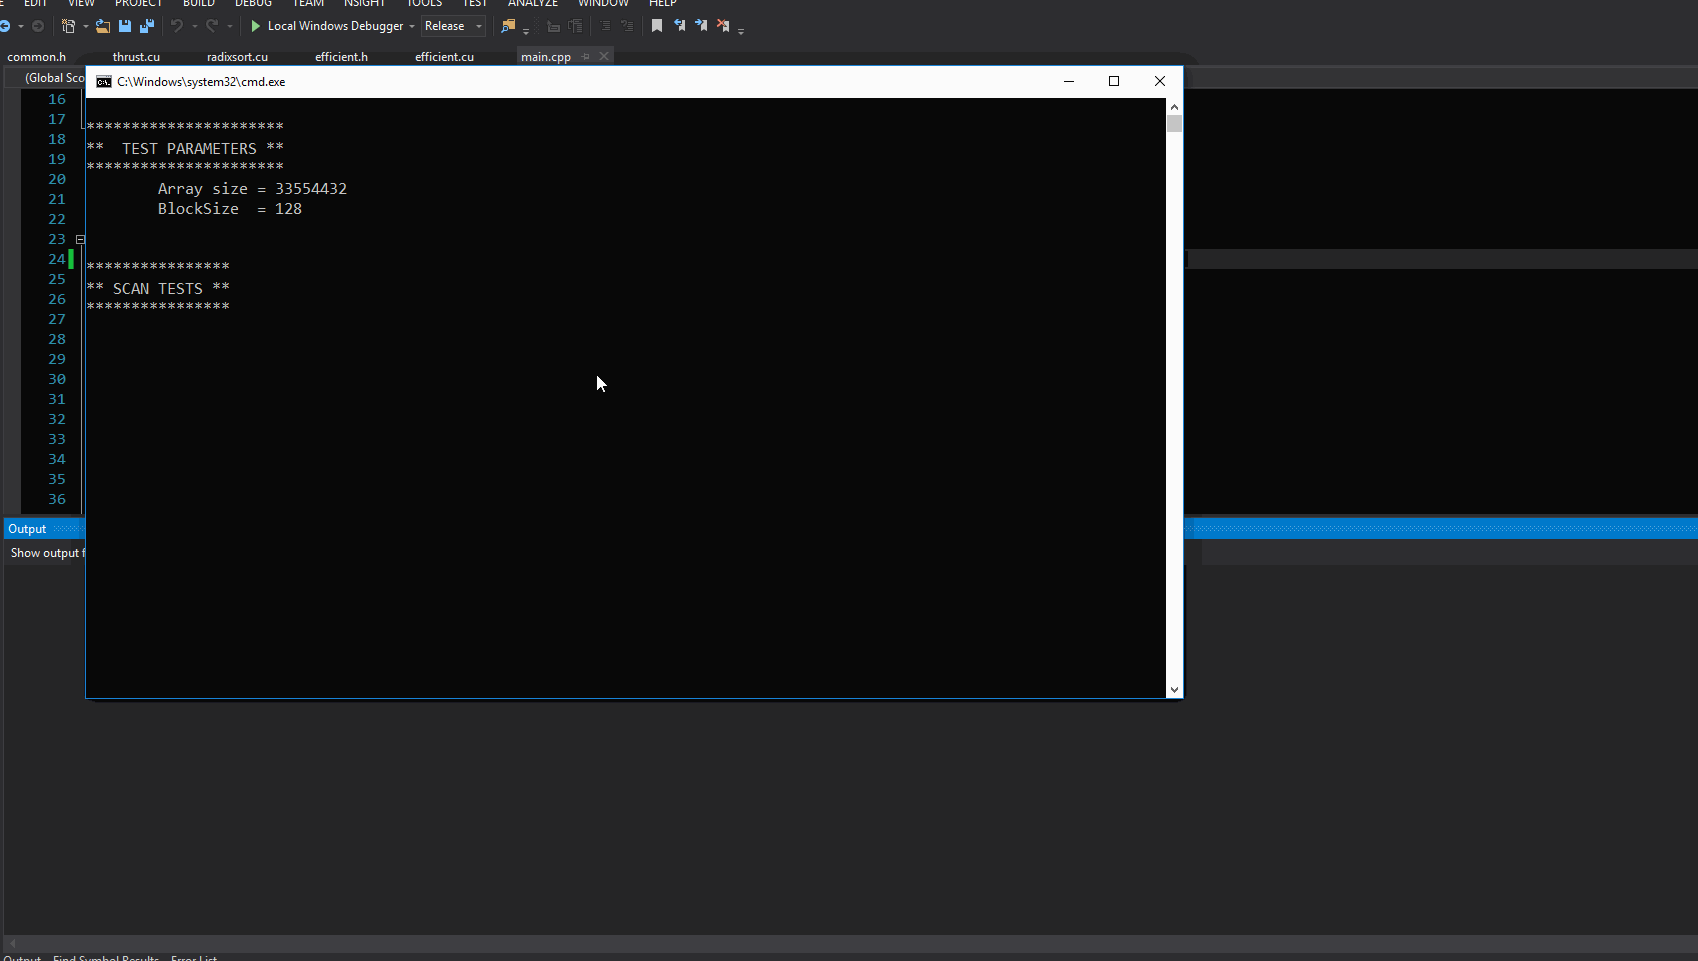 EDIT VIEW PROJECT BUILD DEBUG TEAM NSIGHT TOOLS TEST ANALYZE WINDOW HELP
Local Windows Debugger Release
common.h thrust.cu radixsort.cu efficient.h efficient.cu main.cpp
(Global Sco
C:\Windows\system32\cmd.exe
16
17
18
19
20
21
22
23
24
25
26
27
28
29
30
31
32
33
34
35
36
**********************
** TEST PARAMETERS **
**********************
Array size = 33554432
BlockSize = 128
****************
** SCAN TESTS **
****************
Output
Show output f
Output Find Symbol Results Error List